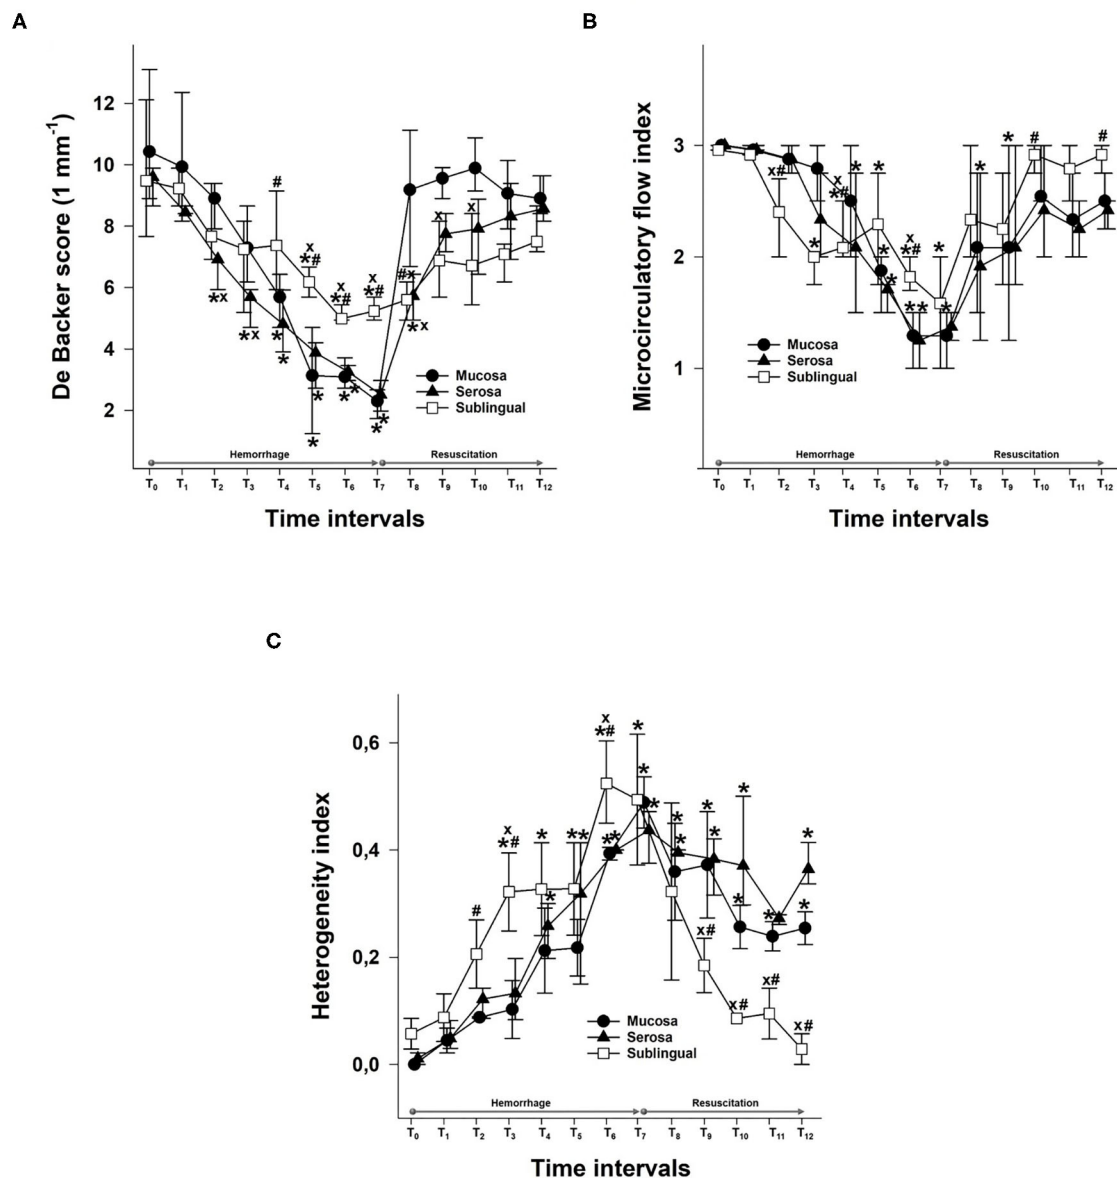 A
De Backer score (1 mm-1)
12
10
8
6
4
2
#
*x
*x
*
*
x
*#
*
*
x
*#
*
*
x
*#
*
*
#x
*x
x
x
Mucosa
Serosa
Sublingual
Hemorrhage Resuscitation
T0 T1 T2 T3 T4 T5 T6 T7 T8 T9 T10 T11 T12
Time intervals
B
Microcirculatory flow index
3
2
1
x#
*
x
*#
*
*
*
*
x
*#
**
*
*
*
*
#
#
Mucosa
Serosa
Sublingual
Hemorrhage Resuscitation
T0 T1 T2 T3 T4 T5 T6 T7 T8 T9 T10 T11 T12
Time intervals
C
Heterogeneity index
0,6
0,4
0,2
0,0
#
x
*#
*
*
**
x
*#
**
*
*
*
*
*
*
*
x#
*
*
x#
*
x#
*
*
x#
Mucosa
Serosa
Sublingual
Hemorrhage Resuscitation
T0 T1 T2 T3 T4 T5 T6 T7 T8 T9 T10 T11 T12
Time intervals